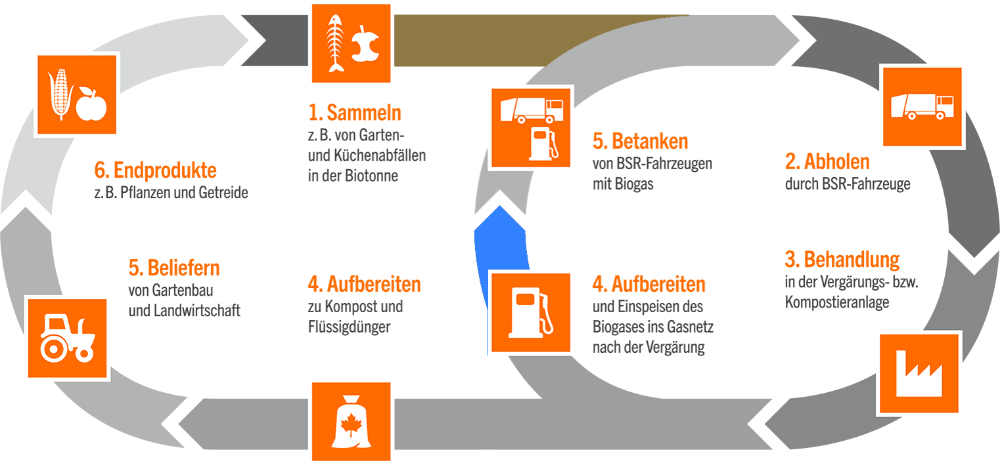 1. Sammeln
z. B. von Garten-
und Küchenabfällen
in der Biotonne
2. Abholen
durch BSR-Fahrzeuge
3. Behandlung
in der Vergärungs- bzw.
Kompostieranlage
4. Aufbereiten
und Einspeisen des
Biogases ins Gasnetz
nach der Vergärung
5. Betanken
von BSR-Fahrzeugen
mit Biogas
4. Aufbereiten
zu Kompost und
Flüssigdünger
5. Beliefern
von Gartenbau
und Landwirtschaft
6. Endprodukte
z. B. Pflanzen und Getreide